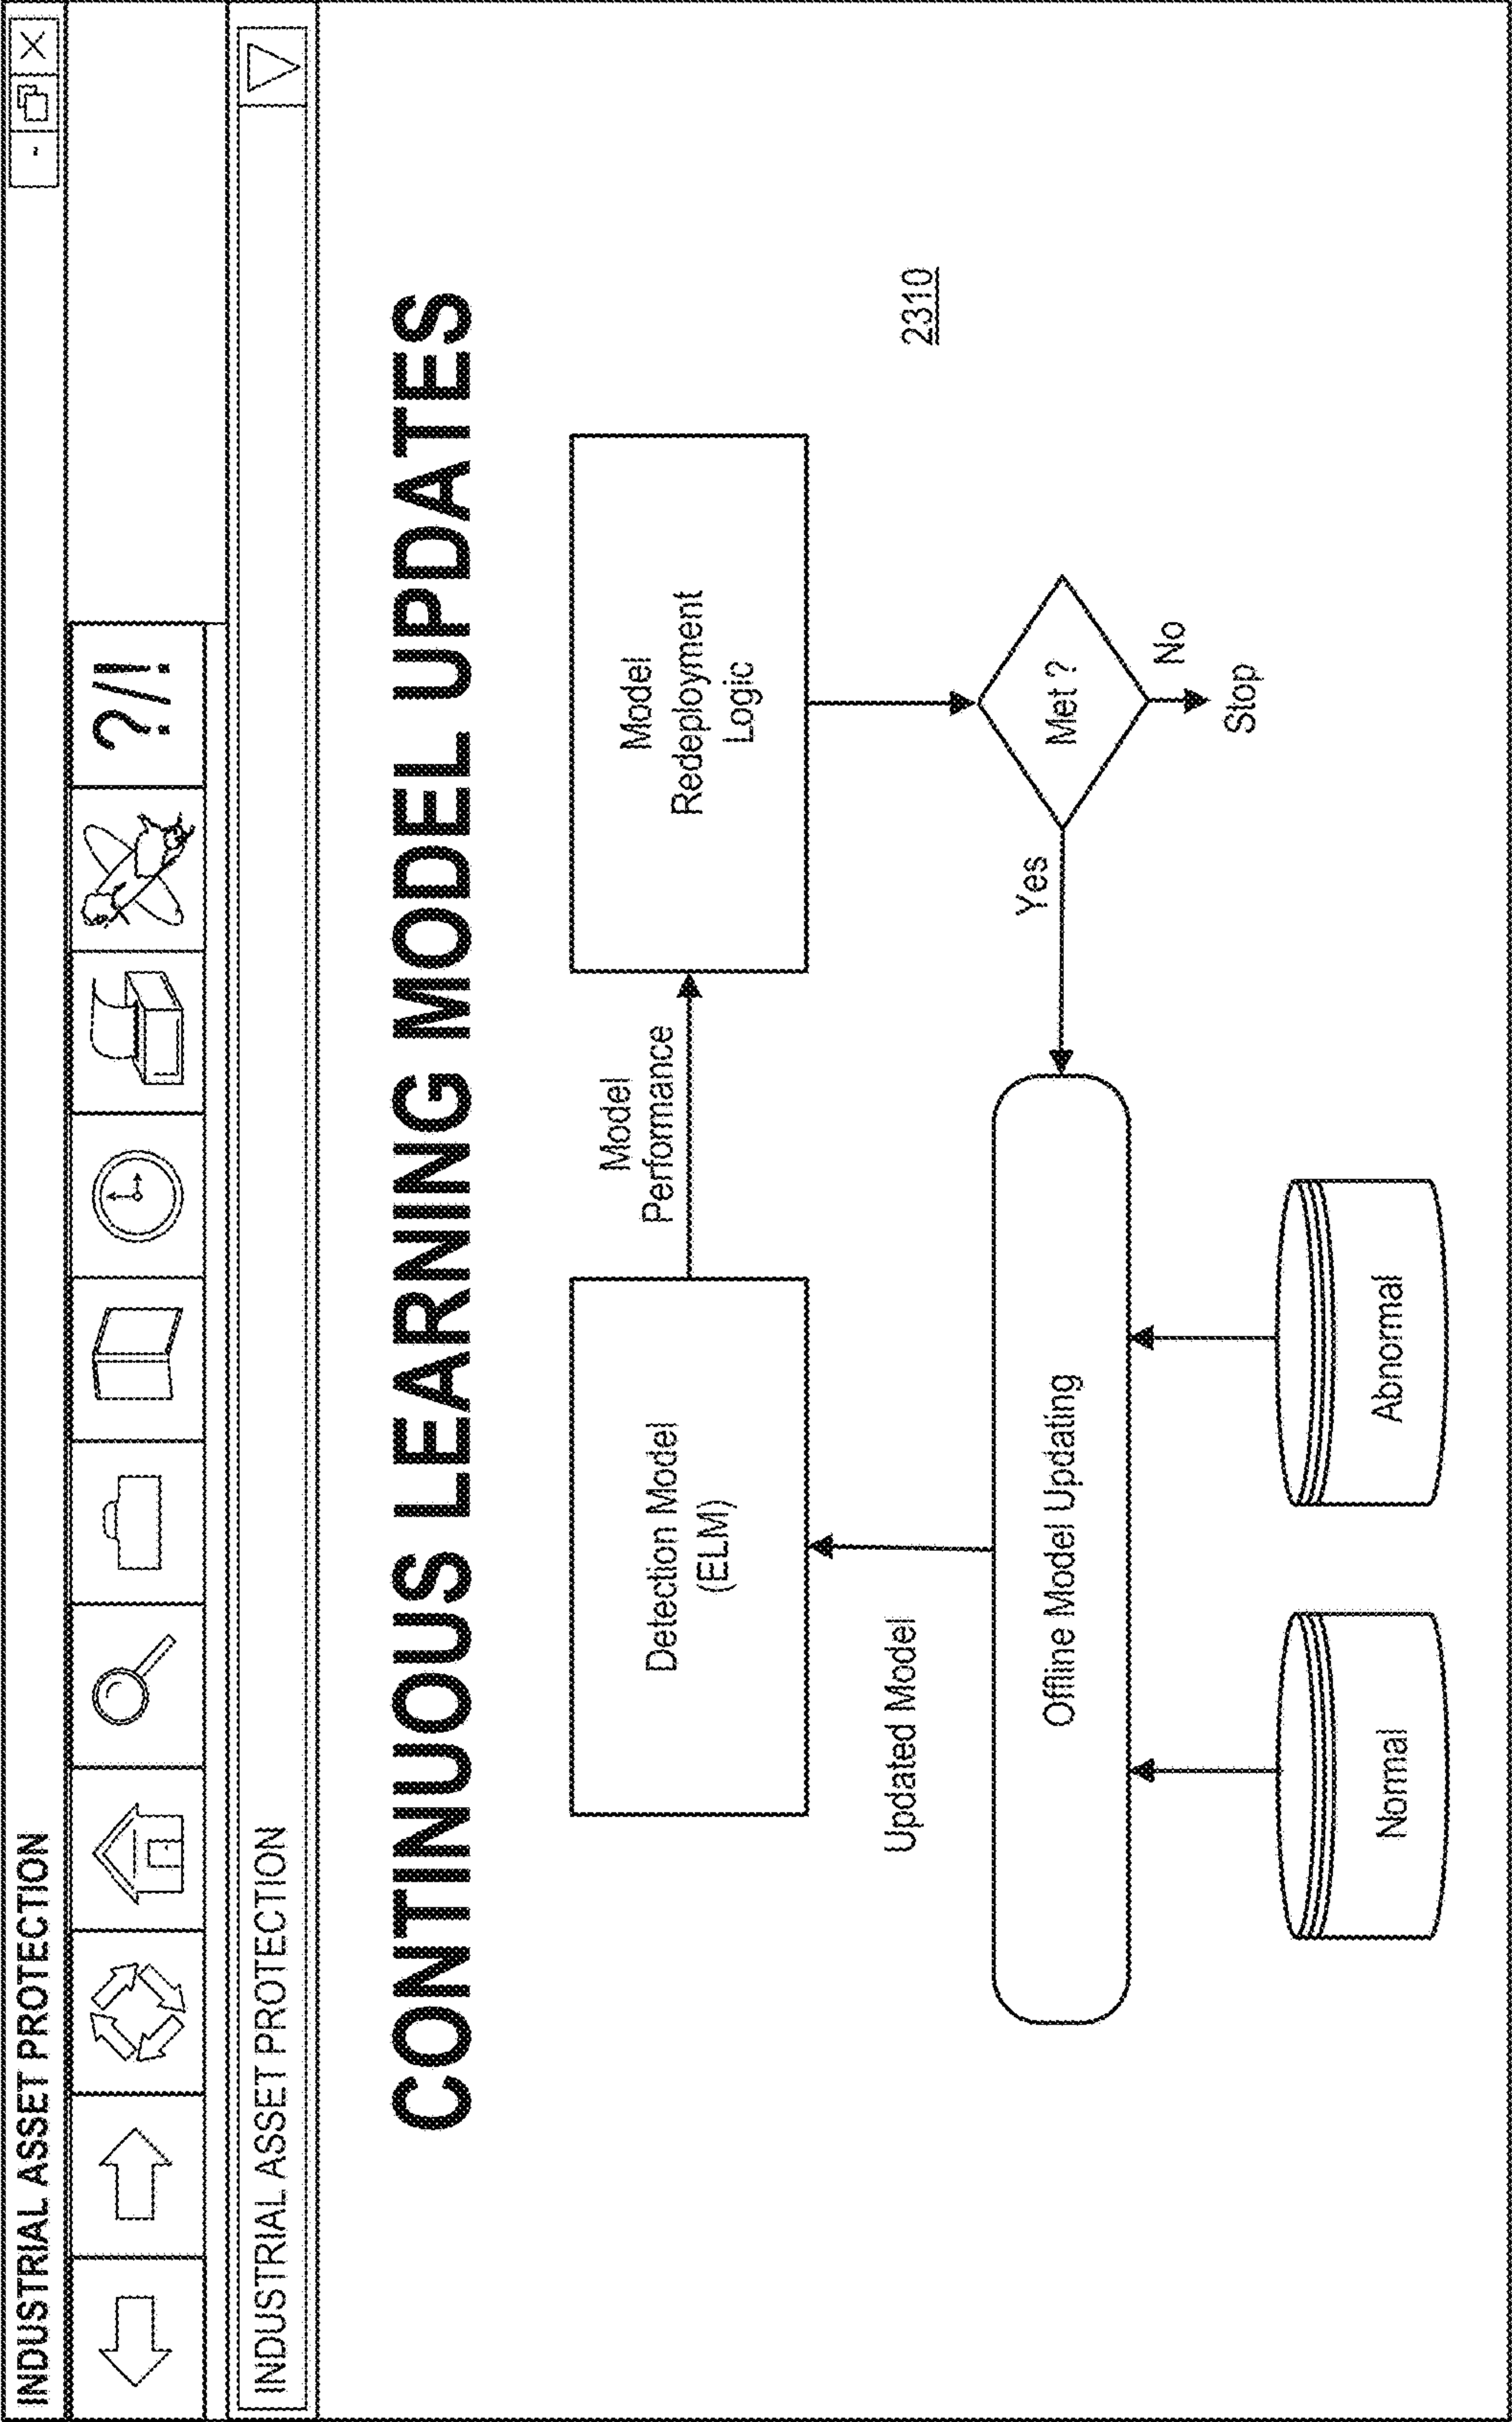 INDUSTRIAL ASSET PROTECTION
?/!
INDUSTRIAL ASSET PROTECTION
CONTINUOUS LEARNING MODEL UPDATES
Detection Model
(ELM)
Model
Performance
Model
Redeployment
Logic
2310
Updated Model
Offline Model Updating
Yes
Met ?
No
Stop
Normal
Abnormal